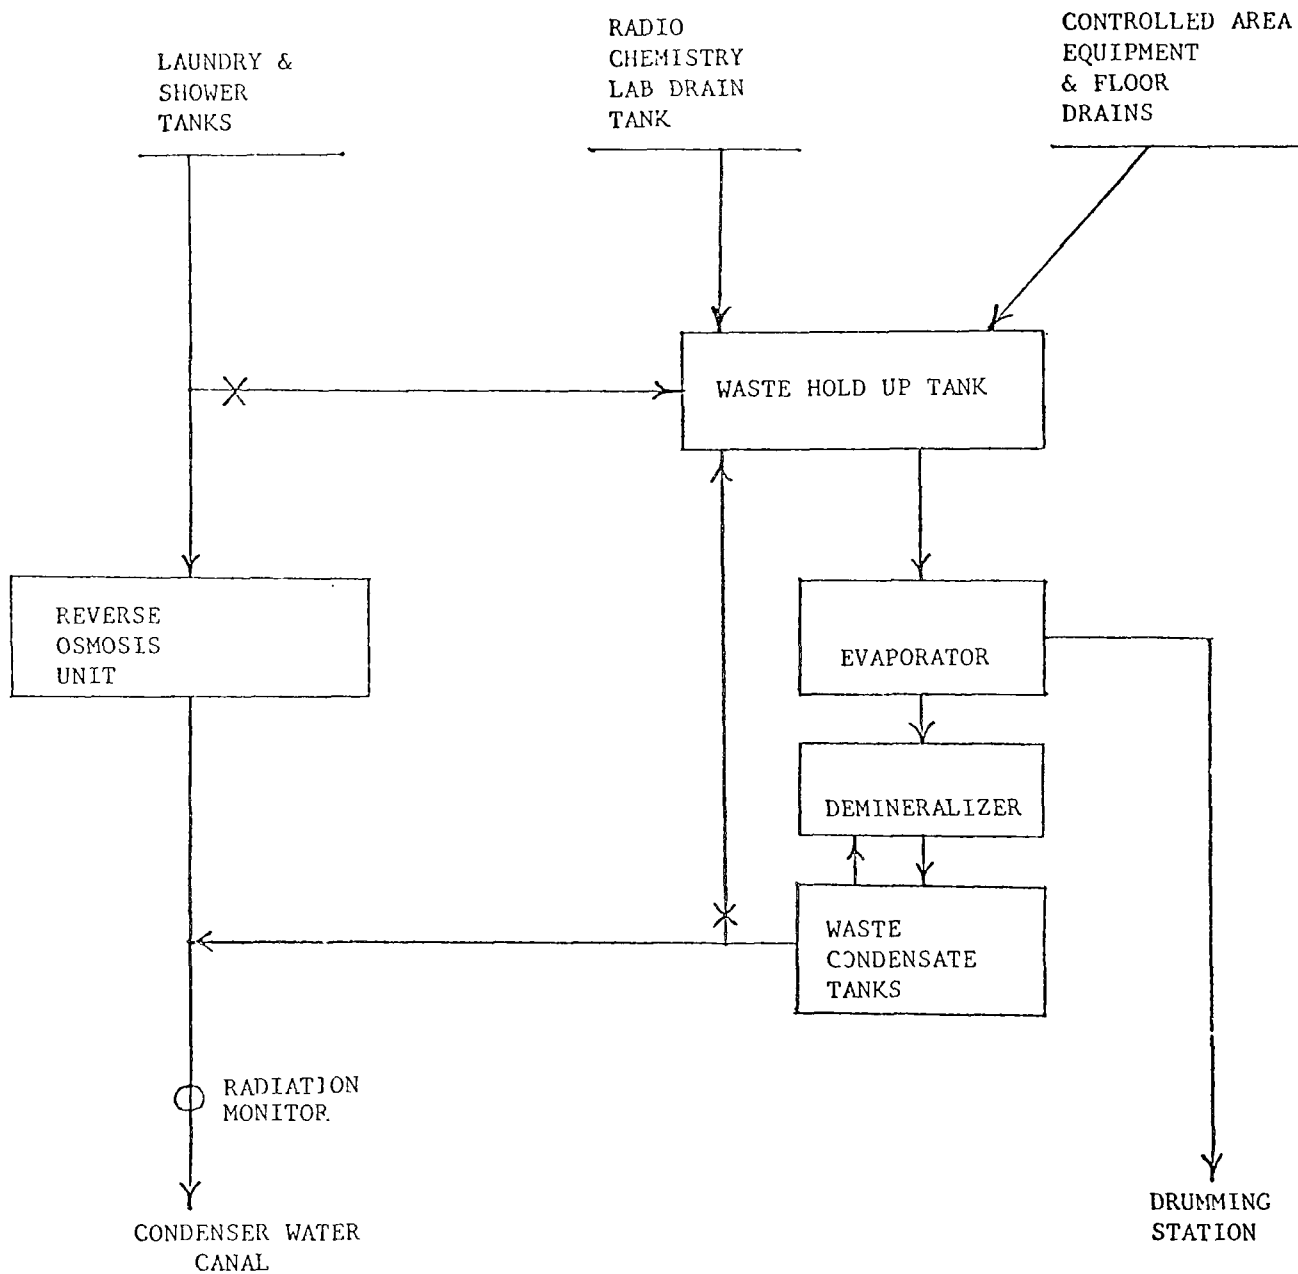 LAUNDRY &
SHOWER
TANKS
RADIO
CHEMISTRY
LAB DRAIN
TANK
CONTROLLED AREA
EQUIPMENT
& FLOOR
DRAINS
WASTE HOLD UP TANK
REVERSE
OSMOSIS
UNIT
EVAPORATOR
DEMINERALIZER
WASTE
CONDENSATE
TANKS
RADIATION
MONITOR
CONDENSER WATER
CANAL
DRUMMING
STATION